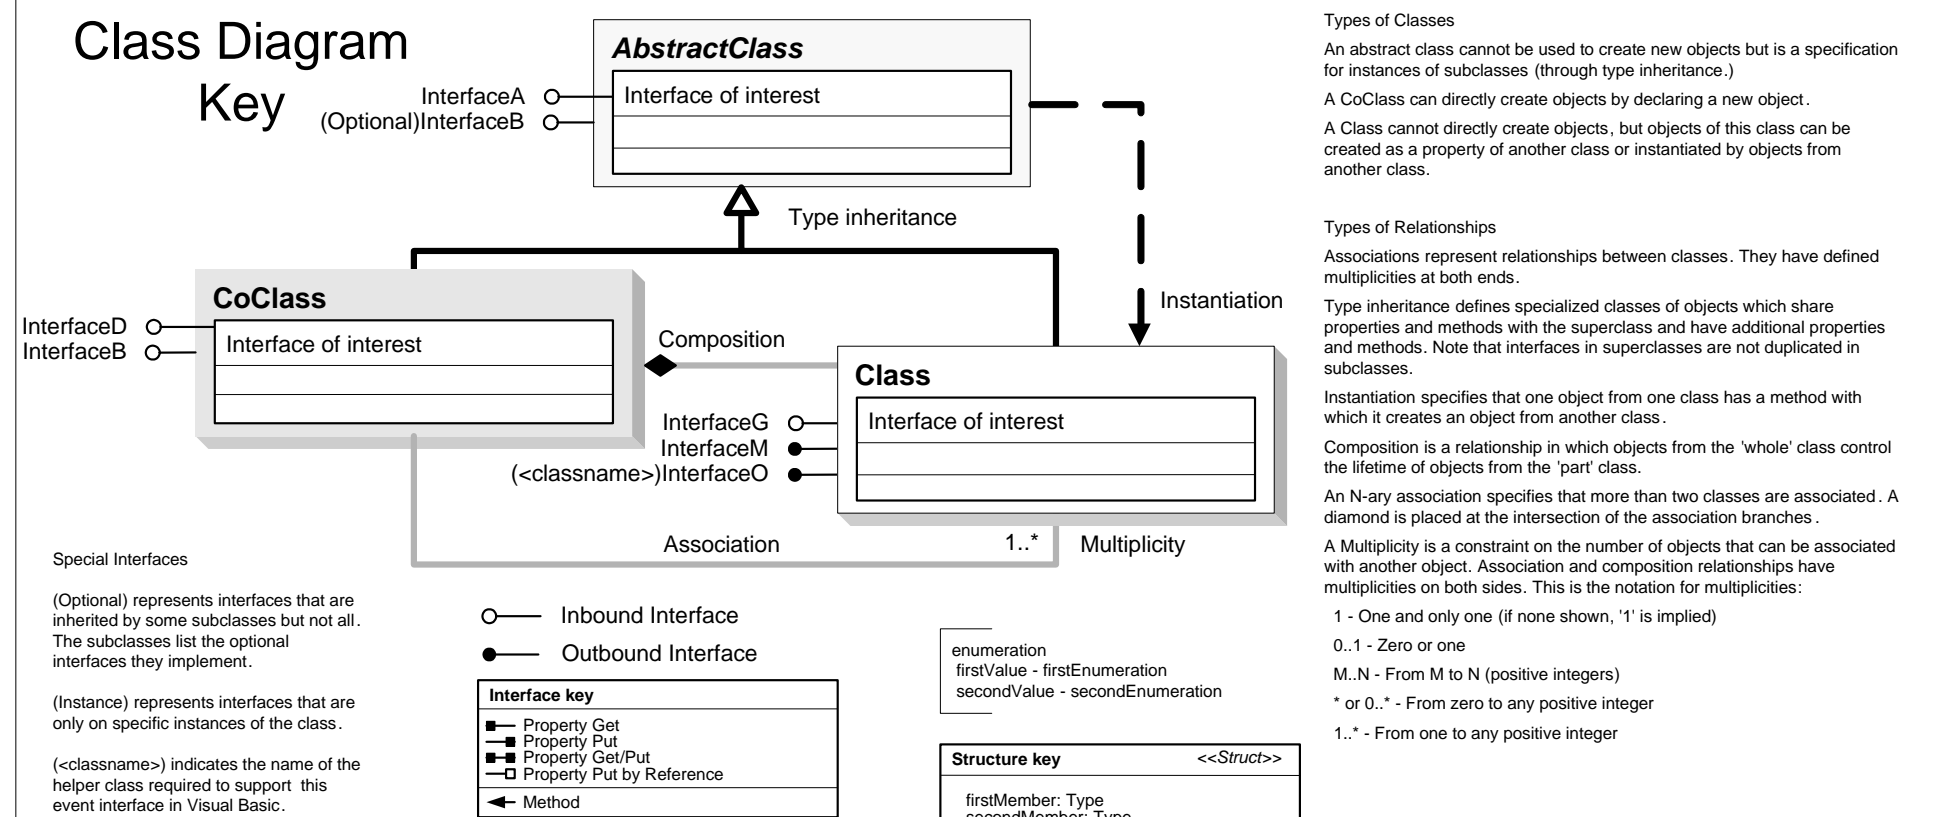 Class Diagram
Key
AbstractClass
Interface of interest
InterfaceA
(Optional)InterfaceB
Type inheritance
CoClass
Interface of interest
InterfaceD
InterfaceB
Composition
Instantiation
Class
Interface of interest
InterfaceG
InterfaceM
(<classname>)InterfaceO
Association
1..*
Multiplicity
Special Interfaces
(Optional) represents interfaces that are
inherited by some subclasses but not all.
The subclasses list the optional
interfaces they implement.
(Instance) represents interfaces that are
only on specific instances of the class.
(<classname>) indicates the name of the
helper class required to support this
event interface in Visual Basic.
Inbound Interface
Outbound Interface
Interface key
Property Get
Property Put
Property Get/Put
Property Put by Reference
Method
enumeration
firstValue - firstEnumeration
secondValue - secondEnumeration
Structure key <<Struct>>
firstMember: Type
secondMember: Type
Types of Classes
An abstract class cannot be used to create new objects but is a specification
for instances of subclasses (through type inheritance.)
A CoClass can directly create objects by declaring a new object.
A Class cannot directly create objects, but objects of this class can be
created as a property of another class or instantiated by objects from
another class.
Types of Relationships
Associations represent relationships between classes. They have defined
multiplicities at both ends.
Type inheritance defines specialized classes of objects which share
properties and methods with the superclass and have additional properties
and methods. Note that interfaces in superclasses are not duplicated in
subclasses.
Instantiation specifies that one object from one class has a method with
which it creates an object from another class.
Composition is a relationship in which objects from the 'whole' class control
the lifetime of objects from the 'part' class.
An N-ary association specifies that more than two classes are associated. A
diamond is placed at the intersection of the association branches.
A Multiplicity is a constraint on the number of objects that can be associated
with another object. Association and composition relationships have
multiplicities on both sides. This is the notation for multiplicities:
1 - One and only one (if none shown, '1' is implied)
0..1 - Zero or one
M..N - From M to N (positive integers)
* or 0..* - From zero to any positive integer
1..* - From one to any positive integer